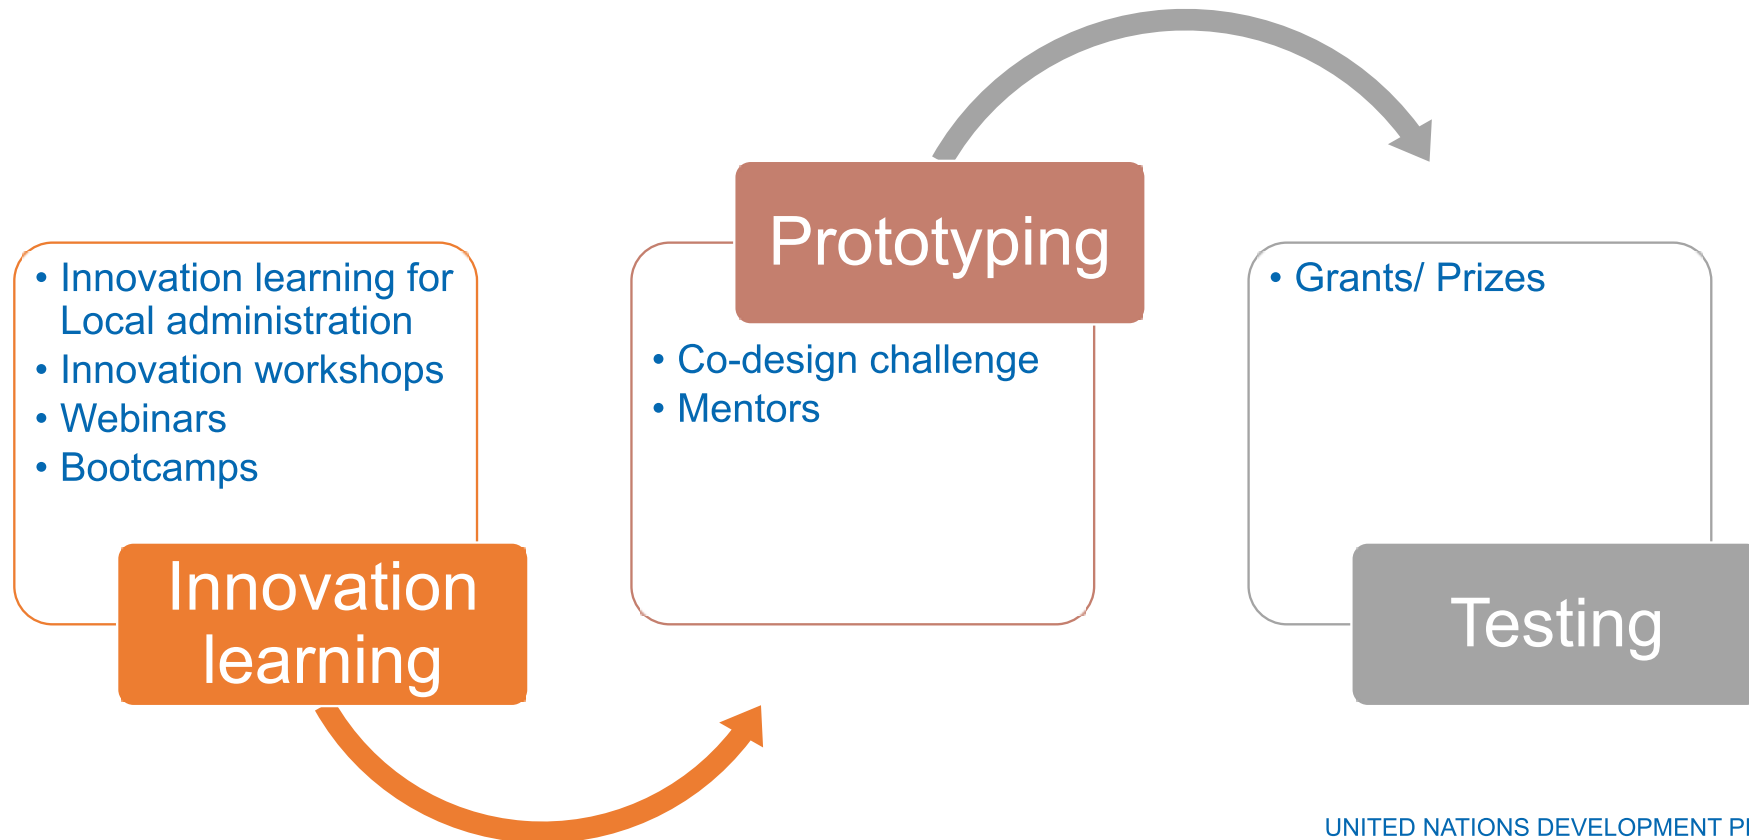 • Innovation learning for
Local administration
• Innovation workshops
• Webinars
• Bootcamps
Innovation
learning
Prototyping
• Co-design challenge
• Mentors
• Grants/ Prizes
Testing
UNITED NATIONS DEVELOPMENT